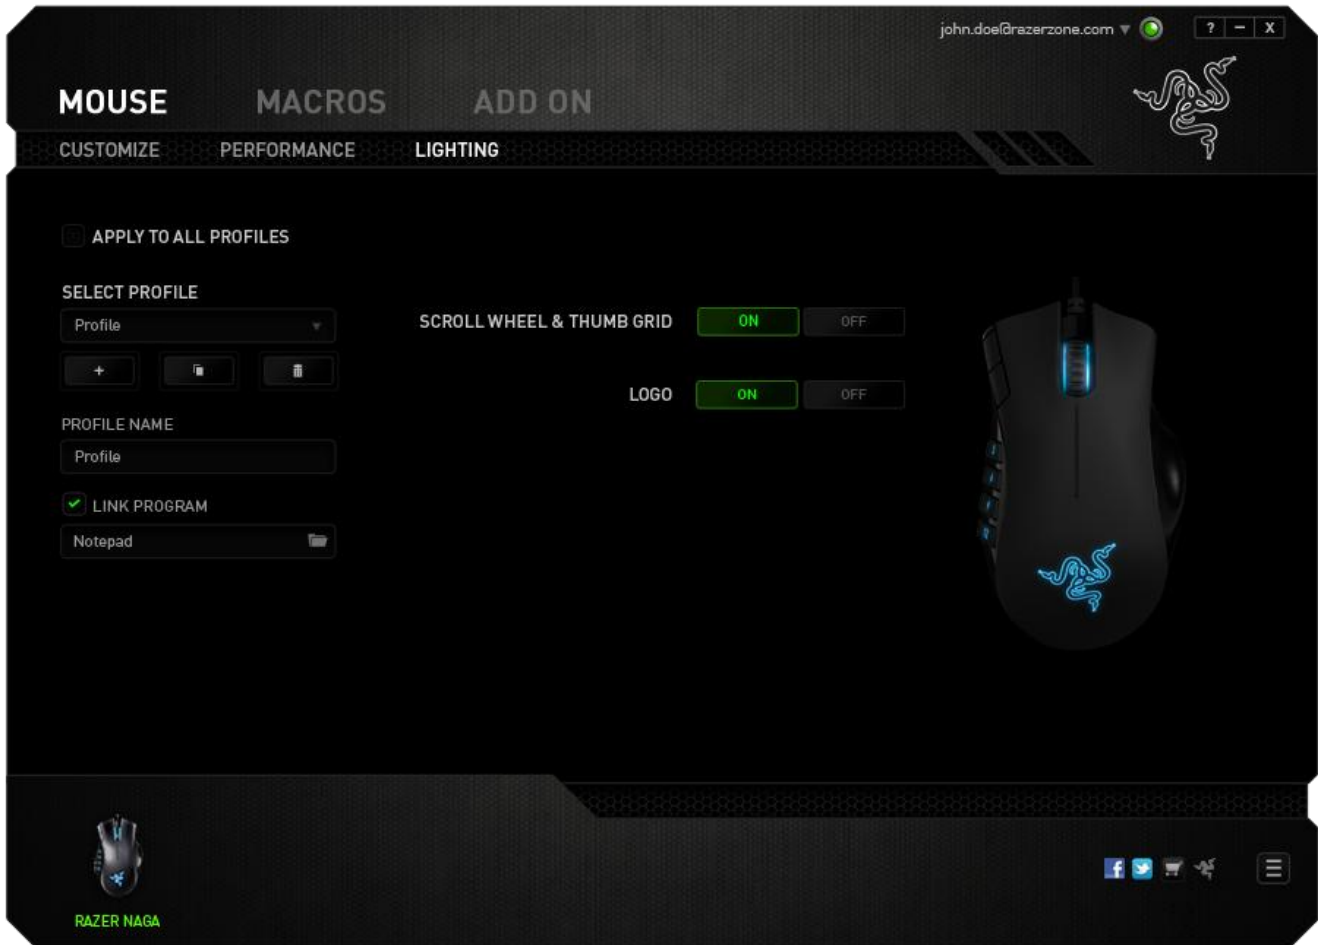 john.doe@razerzone.com
? – X
MOUSE MACROS ADD ON
CUSTOMIZE PERFORMANCE LIGHTING
APPLY TO ALL PROFILES
SELECT PROFILE
Profile
+
PROFILE NAME
Profile
LINK PROGRAM
Notepad
SCROLL WHEEL & THUMB GRID ON OFF
LOGO ON OFF
f
RAZER NAGA